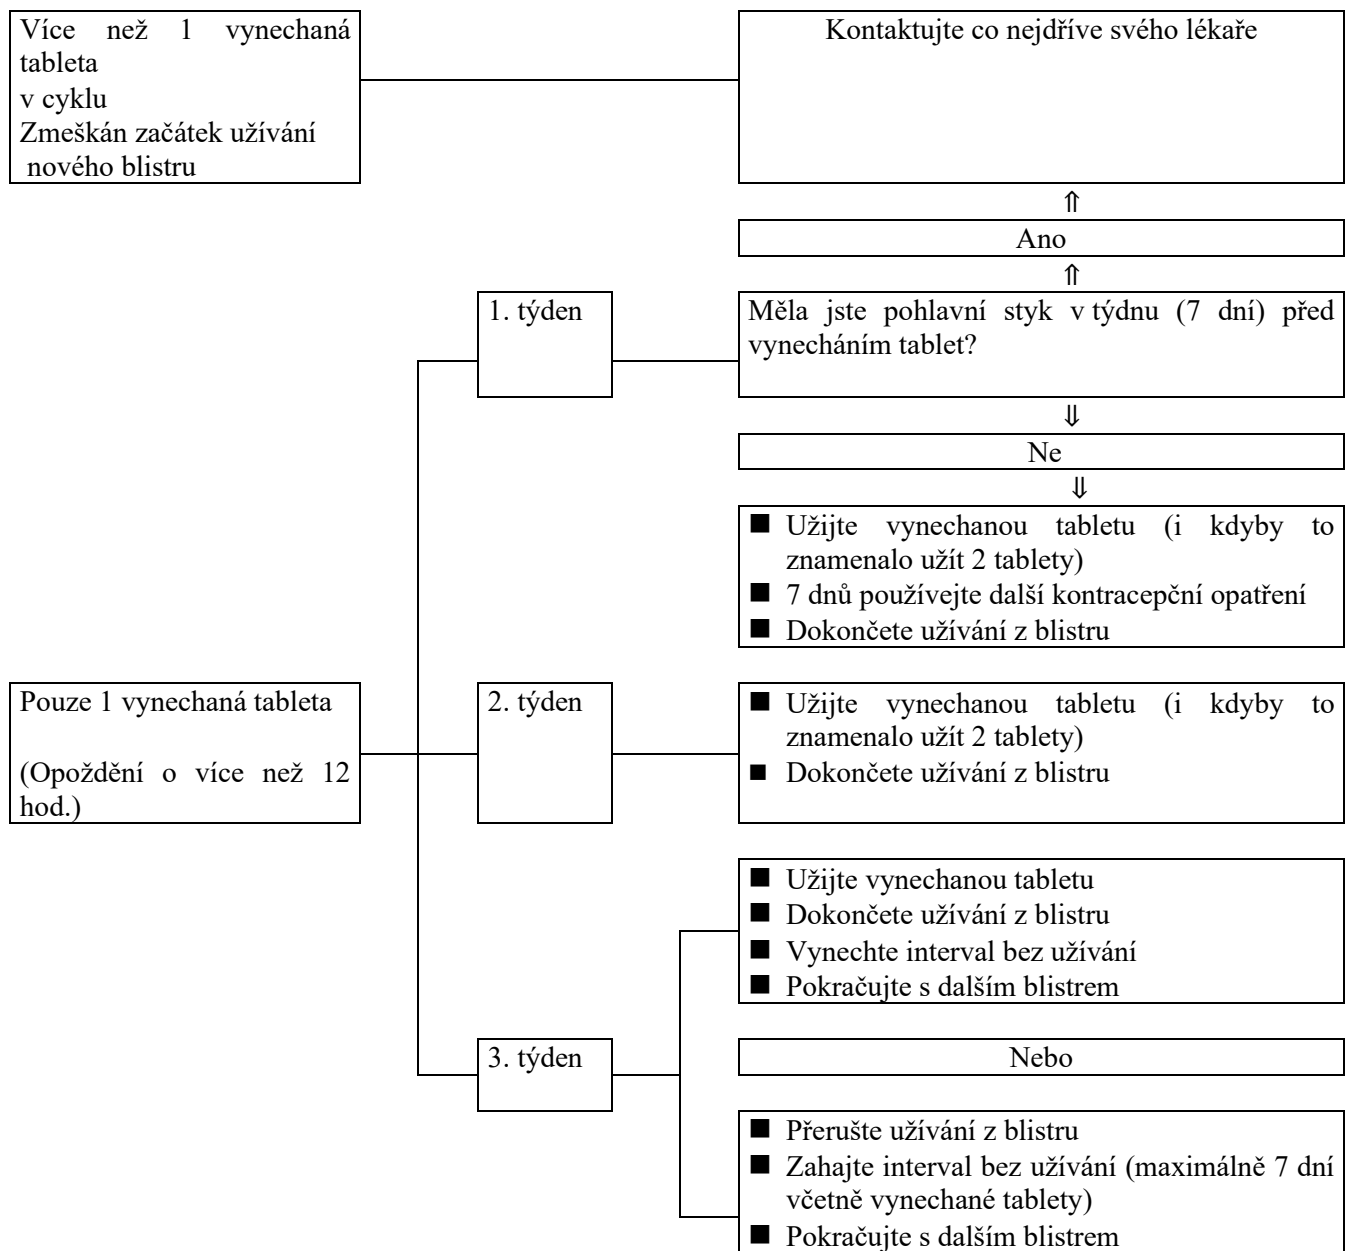 Více než 1 vynechaná
tableta
v cyklu
Zmeškán začátek užívání
nového blistru
Kontaktujte co nejdříve svého lékaře
⇑
Ano
⇑
1. týden
Měla jste pohlavní styk v týdnu (7 dní) před
vynecháním tablet?
⇓
Ne
⇓
■ Užijte vynechanou tabletu (i kdyby to
znamenalo užít 2 tablety)
■ 7 dnů používejte další kontracepční opatření
■ Dokončete užívání z blistru
Pouze 1 vynechaná tableta
(Opoždění o více než 12
hod.)
2. týden
■ Užijte vynechanou tabletu (i kdyby to
znamenalo užít 2 tablety)
■ Dokončete užívání z blistru
■ Užijte vynechanou tabletu
■ Dokončete užívání z blistru
■ Vynechte interval bez užívání
■ Pokračujte s dalším blistrem
3. týden
Nebo
■ Přerušte užívání z blistru
■ Zahajte interval bez užívání (maximálně 7 dní
včetně vynechané tablety)
■ Pokračujte s dalším blistrem